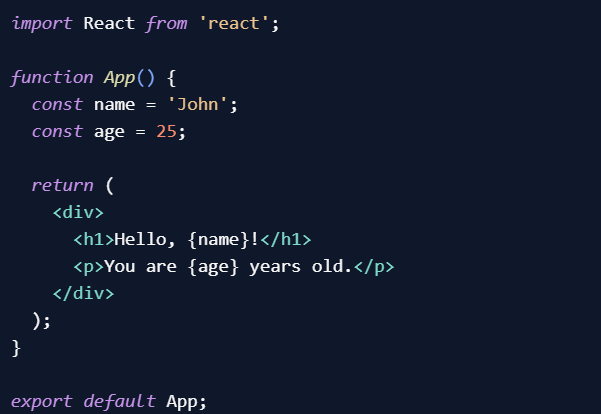 import React from 'react';

function App() {
  const name = 'John';
  const age = 25;

  return (
    <div>
      <h1>Hello, {name}!</h1>
      <p>You are {age} years old.</p>
    </div>
  );
}

export default App;